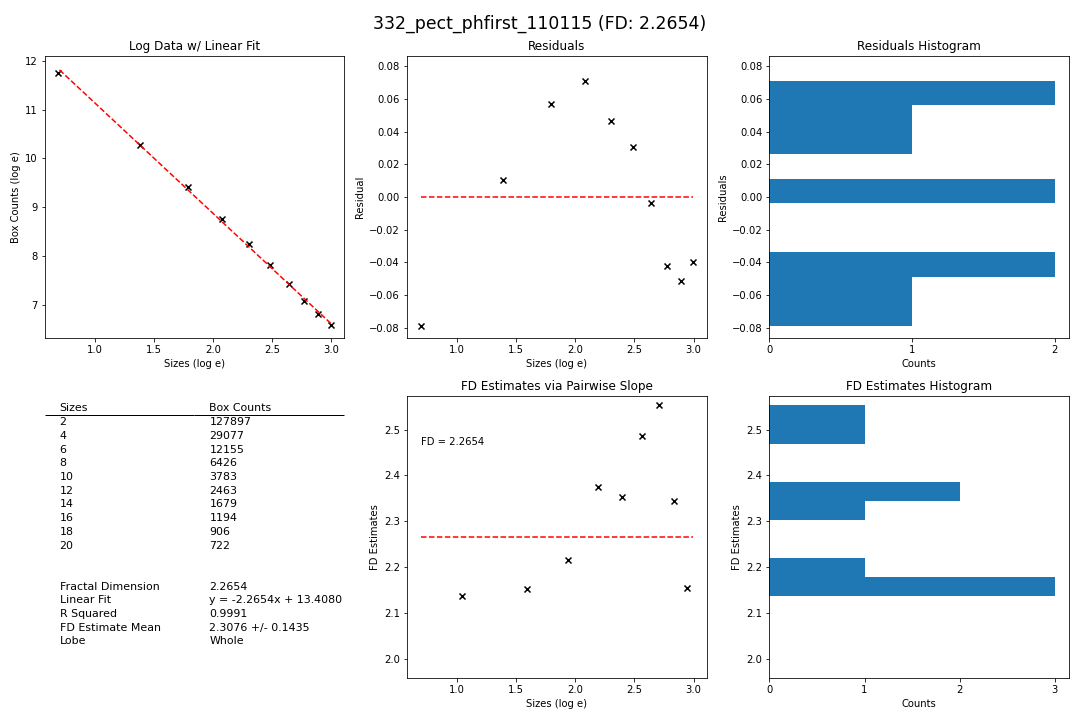 332_pect_phfirst_110115 (FD: 2.2654)
Log Data w/ Linear Fit
12
11
10
9
8
7
Box Counts (log e)
1.0 1.5 2.0 2.5 3.0
Sizes (log e)
Residuals
0.08
0.06
0.04
0.02
0.00
−0.02
−0.04
−0.06
−0.08
Residual
1.0 1.5 2.0 2.5 3.0
Sizes (log e)
Residuals Histogram
0.08
0.06
0.04
0.02
0.00
−0.02
−0.04
−0.06
−0.08
Residuals
0 1 2
Counts
Sizes Box Counts
2 127897
4 29077
6 12155
8 6426
10 3783
12 2463
14 1679
16 1194
18 906
20 722
Fractal Dimension 2.2654
Linear Fit y = -2.2654x + 13.4080
R Squared 0.9991
FD Estimate Mean 2.3076 +/- 0.1435
Lobe Whole
FD Estimates via Pairwise Slope
2.5
2.4
2.3
2.2
2.1
2.0
FD Estimates
FD = 2.2654
1.0 1.5 2.0 2.5 3.0
Sizes (log e)
FD Estimates Histogram
2.5
2.4
2.3
2.2
2.1
2.0
FD Estimates
0 1 2 3
Counts